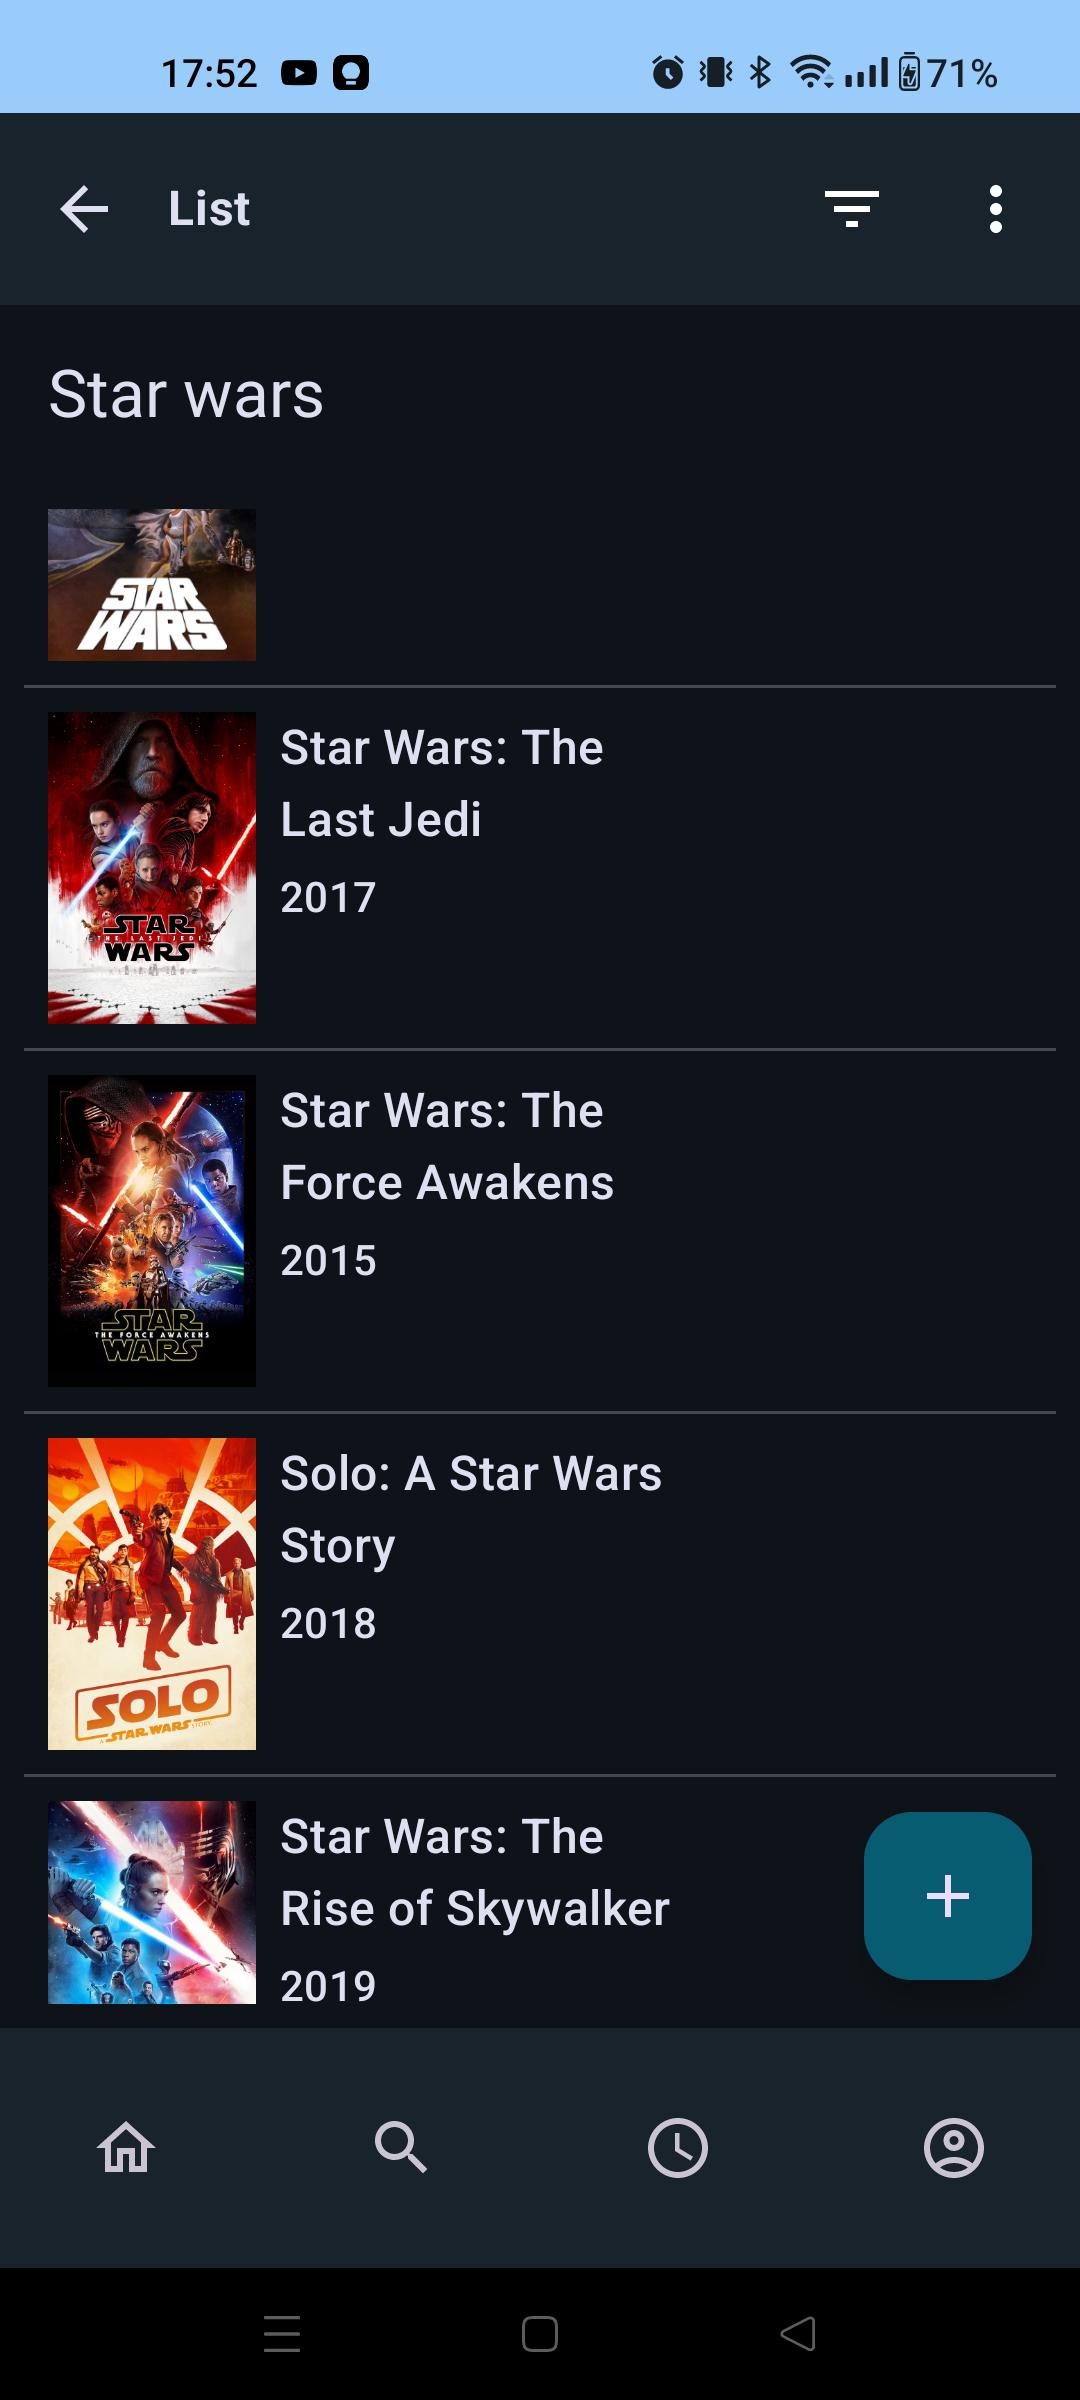 17:52
71%
List
Star wars
STAR
WARS
Star Wars: The
Last Jedi
2017
STAR
THE LAST JEDI
WARS
Star Wars: The
Force Awakens
2015
STAR
THE FORCE AWAKENS
WARS
Solo: A Star Wars
Story
2018
SOLO
A STAR WARS STORY
Star Wars: The
Rise of Skywalker
2019